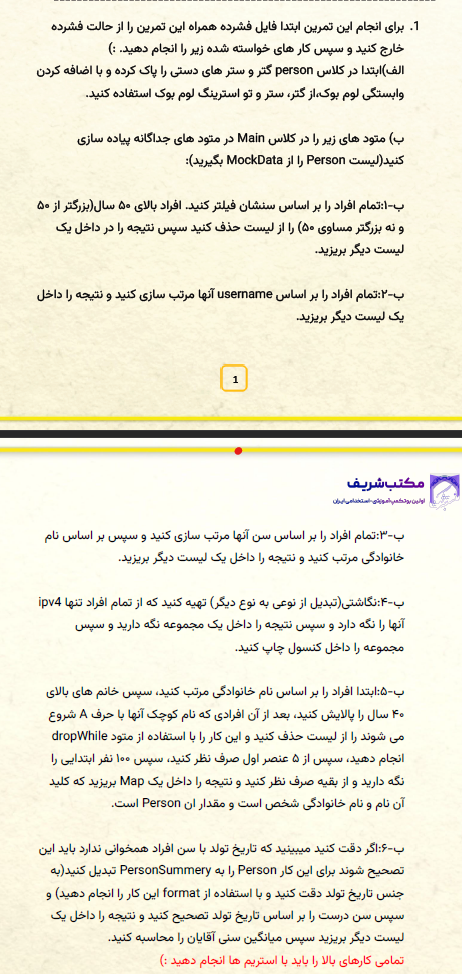 1. برای انجام این تمرین ابتدا فایل فشرده همراه این تمرین را از حالت فشرده
خارج کنید و سپس کار های خواسته شده زیر را انجام دهید. :)
الف)ابتدا در کلاس person گتر و ستر های دستی را پاک کرده و با اضافه کردن
وابستگی لوم بوک،از گتر، ستر و تو استرینگ لوم بوک استفاده کنید.
ب) متود های زیر را در کلاس Main در متود های جداگانه پیاده سازی
کنید(لیست Person را از MockData بگیرید):
ب-۱:تمام افراد را بر اساس سنشان فیلتر کنید. افراد بالای ۵۰ سال(بزرگتر از ۵۰
و نه بزرگتر مساوی ۵۰) را از لیست حذف کنید سپس نتیجه را در داخل یک
لیست دیگر بریزید.
ب-۲:تمام افراد را بر اساس username آنها مرتب سازی کنید و نتیجه را داخل
یک لیست دیگر بریزید.
1
مکتب‌شریف
اولین بوتکمپ آموزشی-استخدامی ایران
ب-۳:تمام افراد را بر اساس سن آنها مرتب سازی کنید و سپس بر اساس نام
خانوادگی مرتب کنید و نتیجه را داخل یک لیست دیگر بریزید.
ب-۴:نگاشتی(تبدیل از نوعی به نوع دیگر) تهیه کنید که از تمام افراد تنها ipv4
آنها را نگه دارد و سپس نتیجه را داخل یک مجموعه نگه دارید و سپس
مجموعه را داخل کنسول چاپ کنید.
ب-۵:ابتدا افراد را بر اساس نام خانوادگی مرتب کنید، سپس خانم های بالای
۴۰ سال را پالایش کنید، بعد از آن افرادی که نام کوچک آنها با حرف A شروع
می شوند را از لیست حذف کنید و این کار را با استفاده از متود dropWhile
انجام دهید، سپس از ۵ عنصر اول صرف نظر کنید، سپس ۱۰۰ نفر ابتدایی را
نگه دارید و از بقیه صرف نظر کنید و نتیجه را داخل یک Map بریزید که کلید
آن نام و نام خانوادگی شخص است و مقدار ان Person است.
ب-۶:اگر دقت کنید میبینید که تاریخ تولد با سن افراد همخوانی ندارد باید این
تصحیح شوند برای این کار Person را به PersonSummery تبدیل کنید(به
جنس تاریخ تولد دقت کنید و با استفاده از format این کار را انجام دهید) و
سپس سن درست را بر اساس تاریخ تولد تصحیح کنید و نتیجه را داخل یک
لیست دیگر بریزید سپس میانگین سنی آقایان را محاسبه کنید.
تمامی کارهای بالا را باید با استریم ها انجام دهید :)